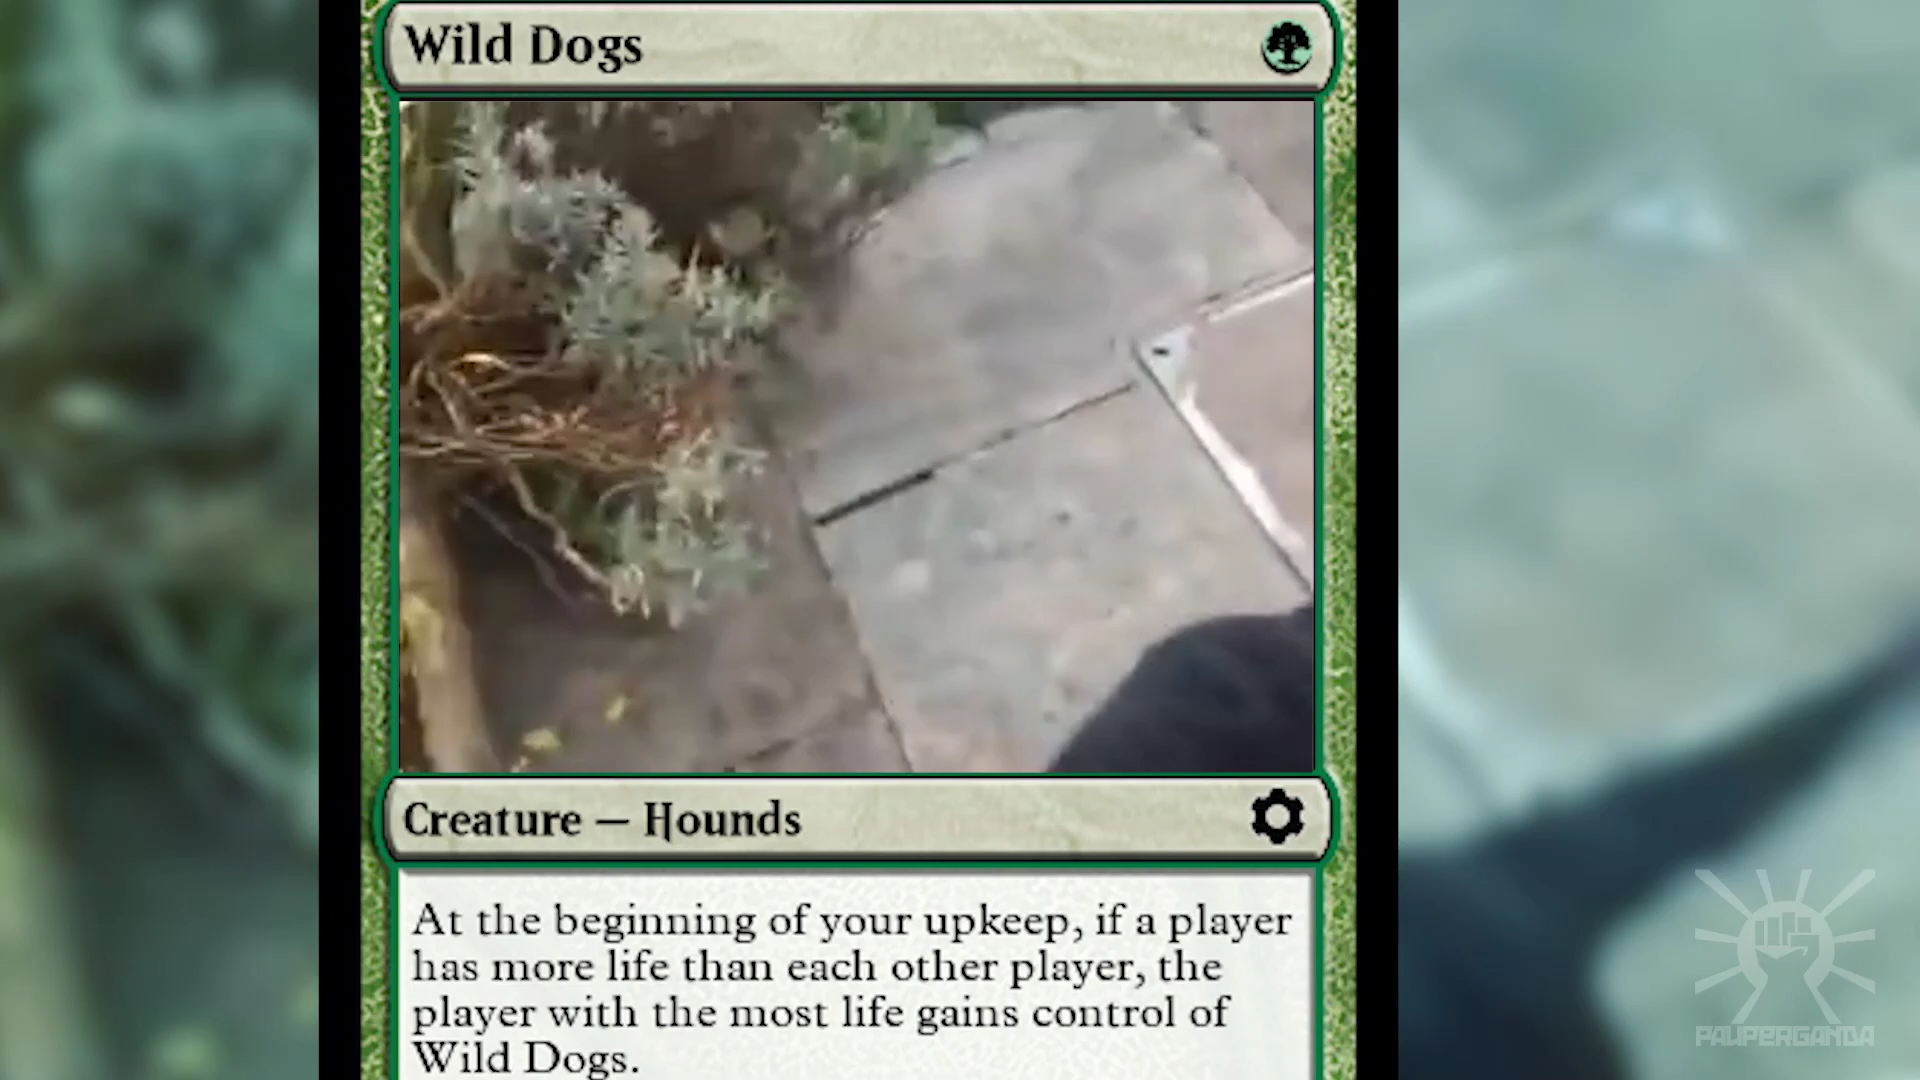 Wild Dogs
Creature — Hounds
At the beginning of your upkeep, if a player
has more life than each other player, the
player with the most life gains control of
Wild Dogs.
PAUPERGANDA